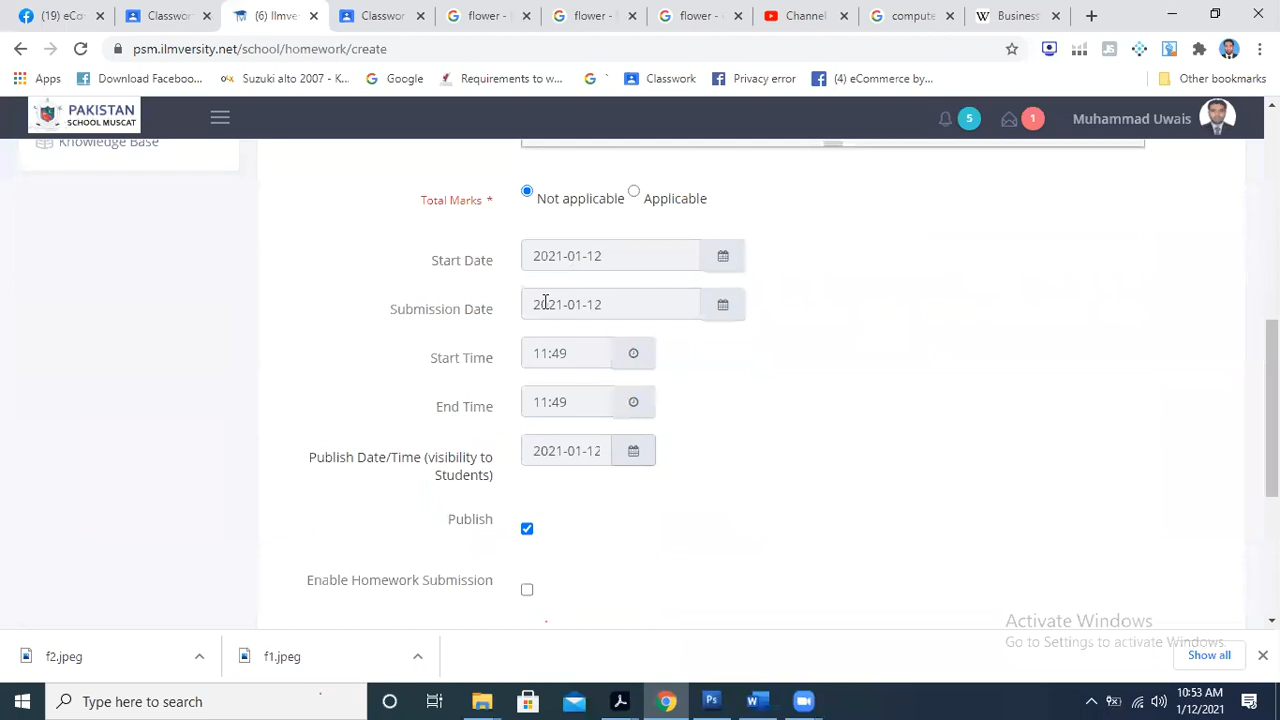 (19) (eCo
Classwor
(6) Ilmve
Classwor
flower -
flower -
flower -
Channel
compute
Business
psm.ilmversity.net/school/homework/create
Apps
Download Faceboo...
Suzuki alto 2007 - K...
Google
Requirements to w...
`
Classwork
Privacy error
(4) eCommerce by...
Other bookmarks
PAKISTAN
SCHOOL MUSCAT
5
1
Muhammad Uwais
Knowledge Base
Total Marks *
Not applicable
Applicable
Start Date
2021-01-12
Submission Date
2021-01-12
Start Time
11:49
End Time
11:49
Publish Date/Time (visibility to
Students)
2021-01-12
Publish
Enable Homework Submission
Activate Windows
Go to Settings to activate Windows.
f2.jpeg
f1.jpeg
Show all
Type here to search
10:53 AM
1/12/2021